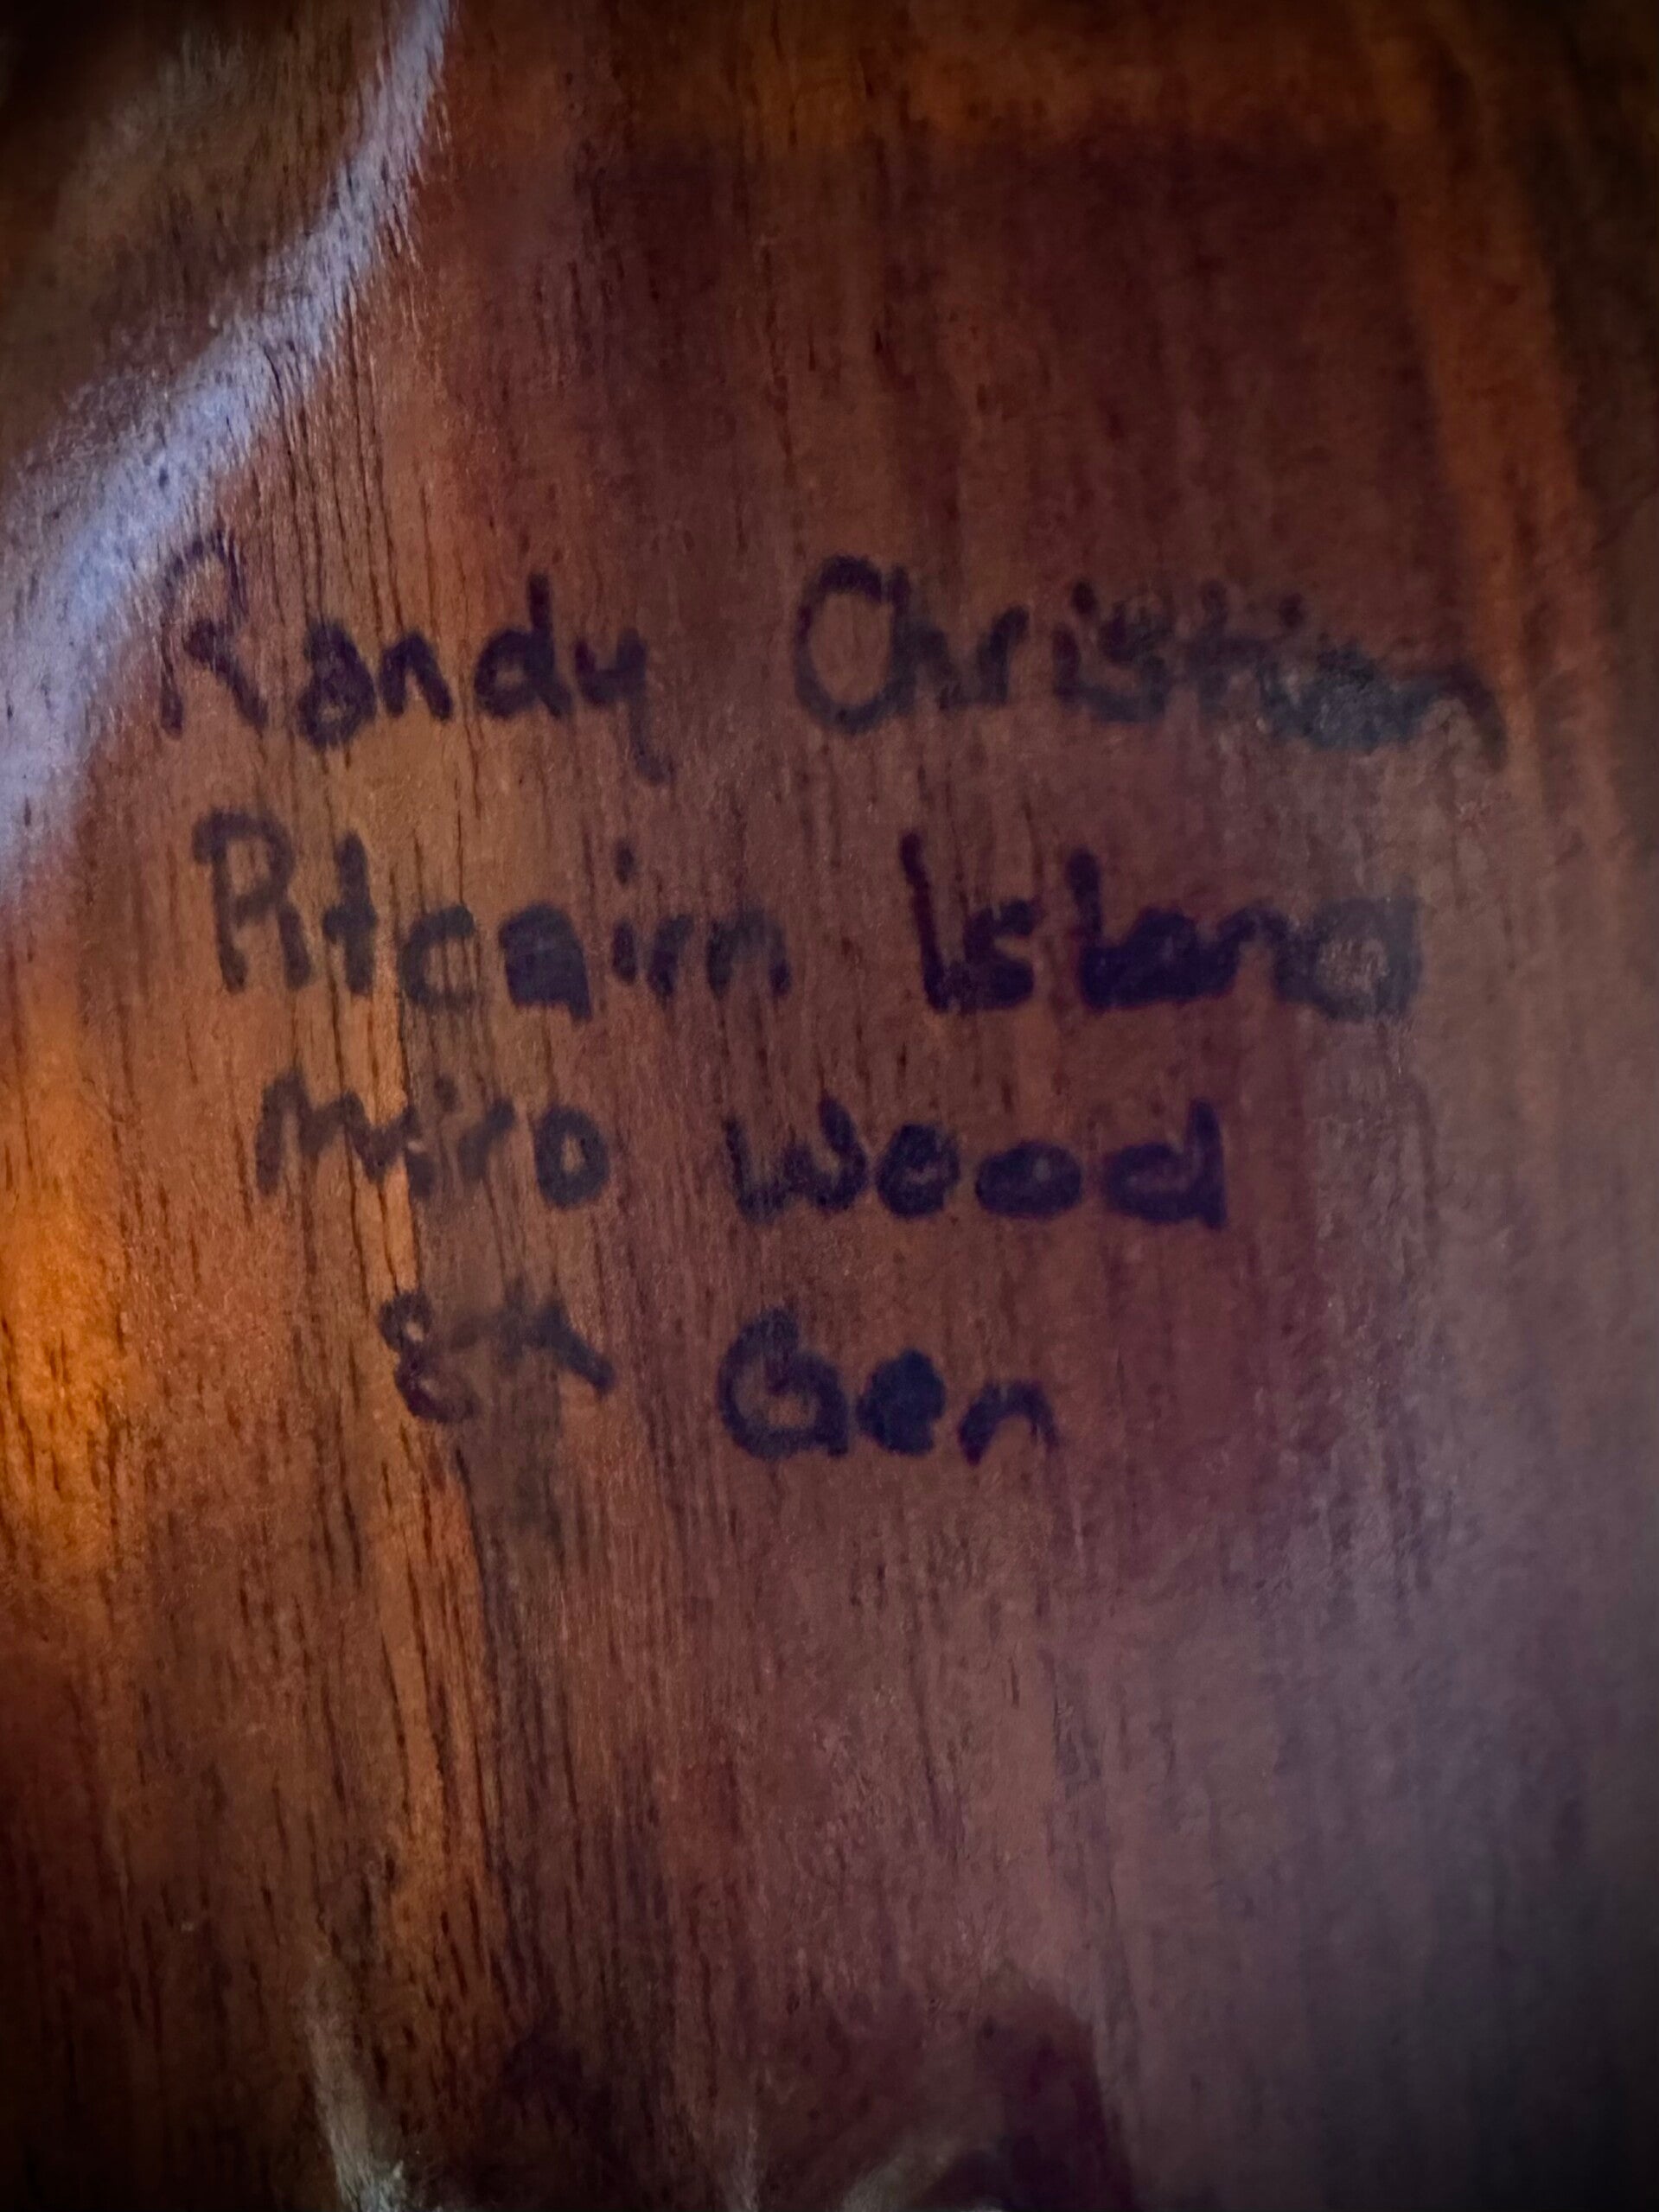 Randy Christian
Pitcairn Island
Miro Wood
8th Gen